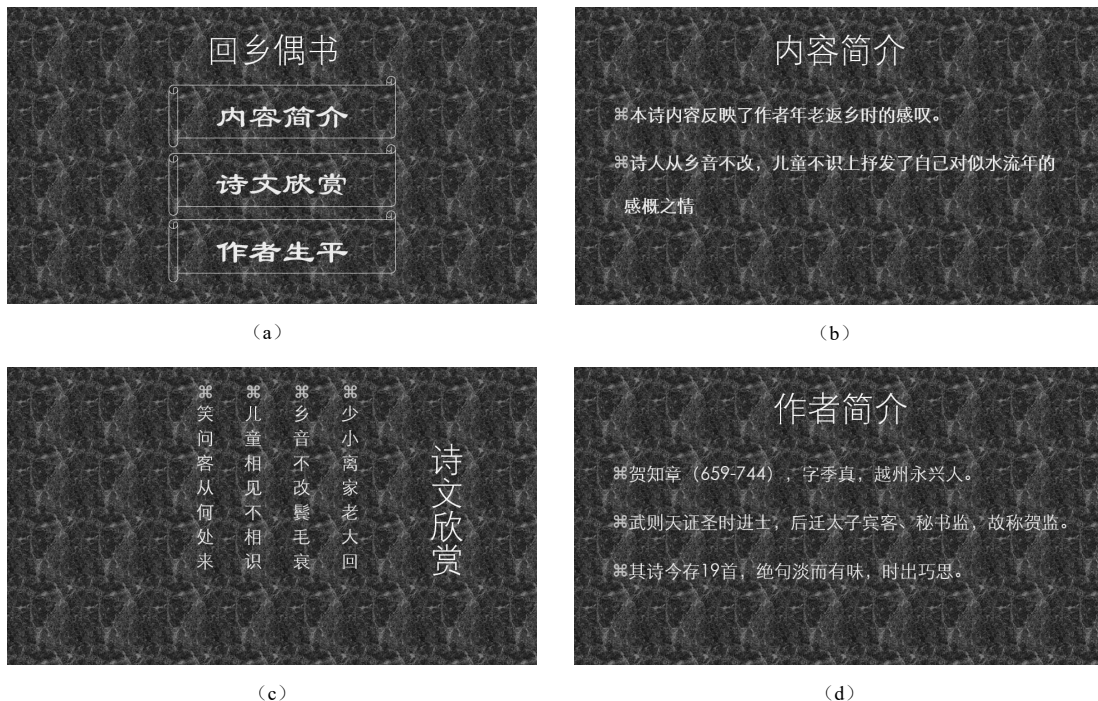 回乡偶书
内容简介
诗文欣赏
作者生平
（a）
内容简介
⌘本诗内容反映了作者年老返乡时的感叹。
⌘诗人从乡音不改，儿童不识上抒发了自己对似水流年的
感概之情
（b）
诗文欣赏
⌘少小离家老大回
⌘乡音不改鬓毛衰
⌘儿童相见不相识
⌘笑问客从何处来
（c）
作者简介
⌘贺知章（659-744），字季真，越州永兴人。
⌘武则天证圣时进士，后迁太子宾客、秘书监，故称贺监。
⌘其诗今存19首，绝句淡而有味，时出巧思。
（d）